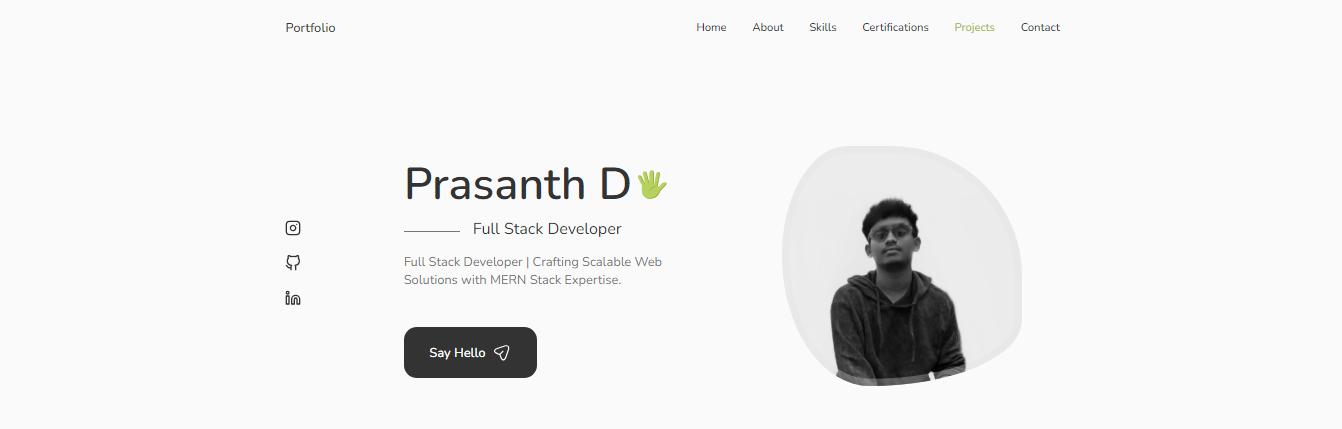 Portfolio
Home About Skills Certifications Projects Contact
Prasanth D
Full Stack Developer
Full Stack Developer | Crafting Scalable Web
Solutions with MERN Stack Expertise.
Say Hello